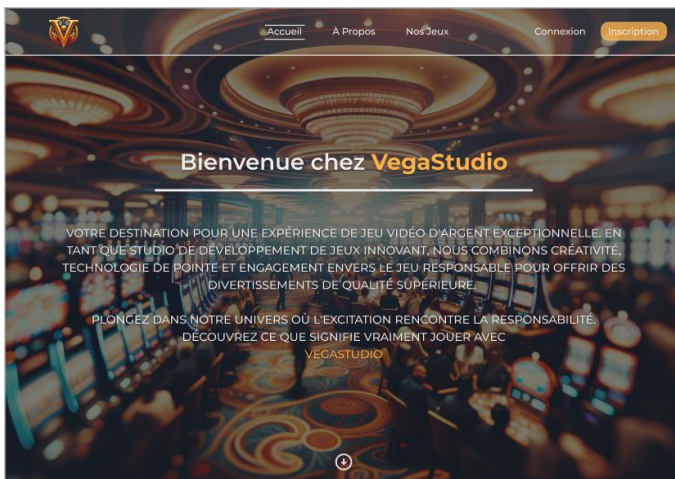 Accueil À Propos Nos Jeux Connexion Inscription
Bienvenue chez VegaStudio
VOTRE DESTINATION POUR UNE EXPÉRIENCE DE JEU VIDÉO D'ARGENT EXCEPTIONNELLE. EN
TANT QUE STUDIO DE DÉVELOPPEMENT DE JEUX INNOVANT, NOUS COMBINONS CRÉATIVITÉ,
TECHNOLOGIE DE POINTE ET ENGAGEMENT ENVERS LE JEU RESPONSABLE POUR OFFRIR DES
DIVERTISSEMENTS DE QUALITÉ SUPÉRIEURE.
PLONGEZ DANS NOTRE UNIVERS OÙ L'EXCITATION RENCONTRE LA RESPONSABILITÉ.
DÉCOUVREZ CE QUE SIGNIFIE VRAIMENT JOUER AVEC
VEGASTUDIO